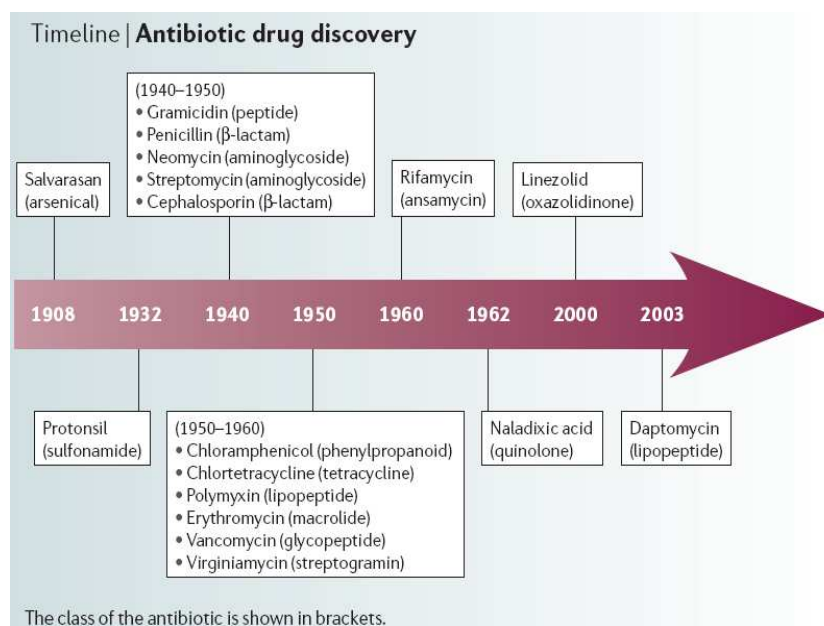 Timeline | Antibiotic drug discovery
(1940–1950)
• Gramicidin (peptide)
• Penicillin (β-lactam)
• Neomycin (aminoglycoside)
• Streptomycin (aminoglycoside)
• Cephalosporin (β-lactam)
Salvarasan
(arsenical)
Rifamycin
(ansamycin)
Linezolid
(oxazolidinone)
1908 1932 1940 1950 1960 1962 2000 2003
Protonsil
(sulfonamide)
(1950–1960)
• Chloramphenicol (phenylpropanoid)
• Chlortetracycline (tetracycline)
• Polymyxin (lipopeptide)
• Erythromycin (macrolide)
• Vancomycin (glycopeptide)
• Virginiamycin (streptogramin)
Naladixic acid
(quinolone)
Daptomycin
(lipopeptide)
The class of the antibiotic is shown in brackets.